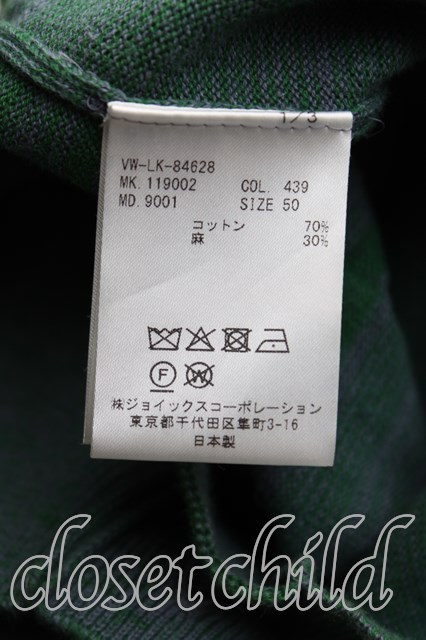 1/3
VW-LK-84628
MK. 119002 COL. 439
MD. 9001 SIZE 50
コットン 70%
麻 30%
F
W
㈱ジョイックスコーポレーション
東京都千代田区隼町3-16
日本製
closet child